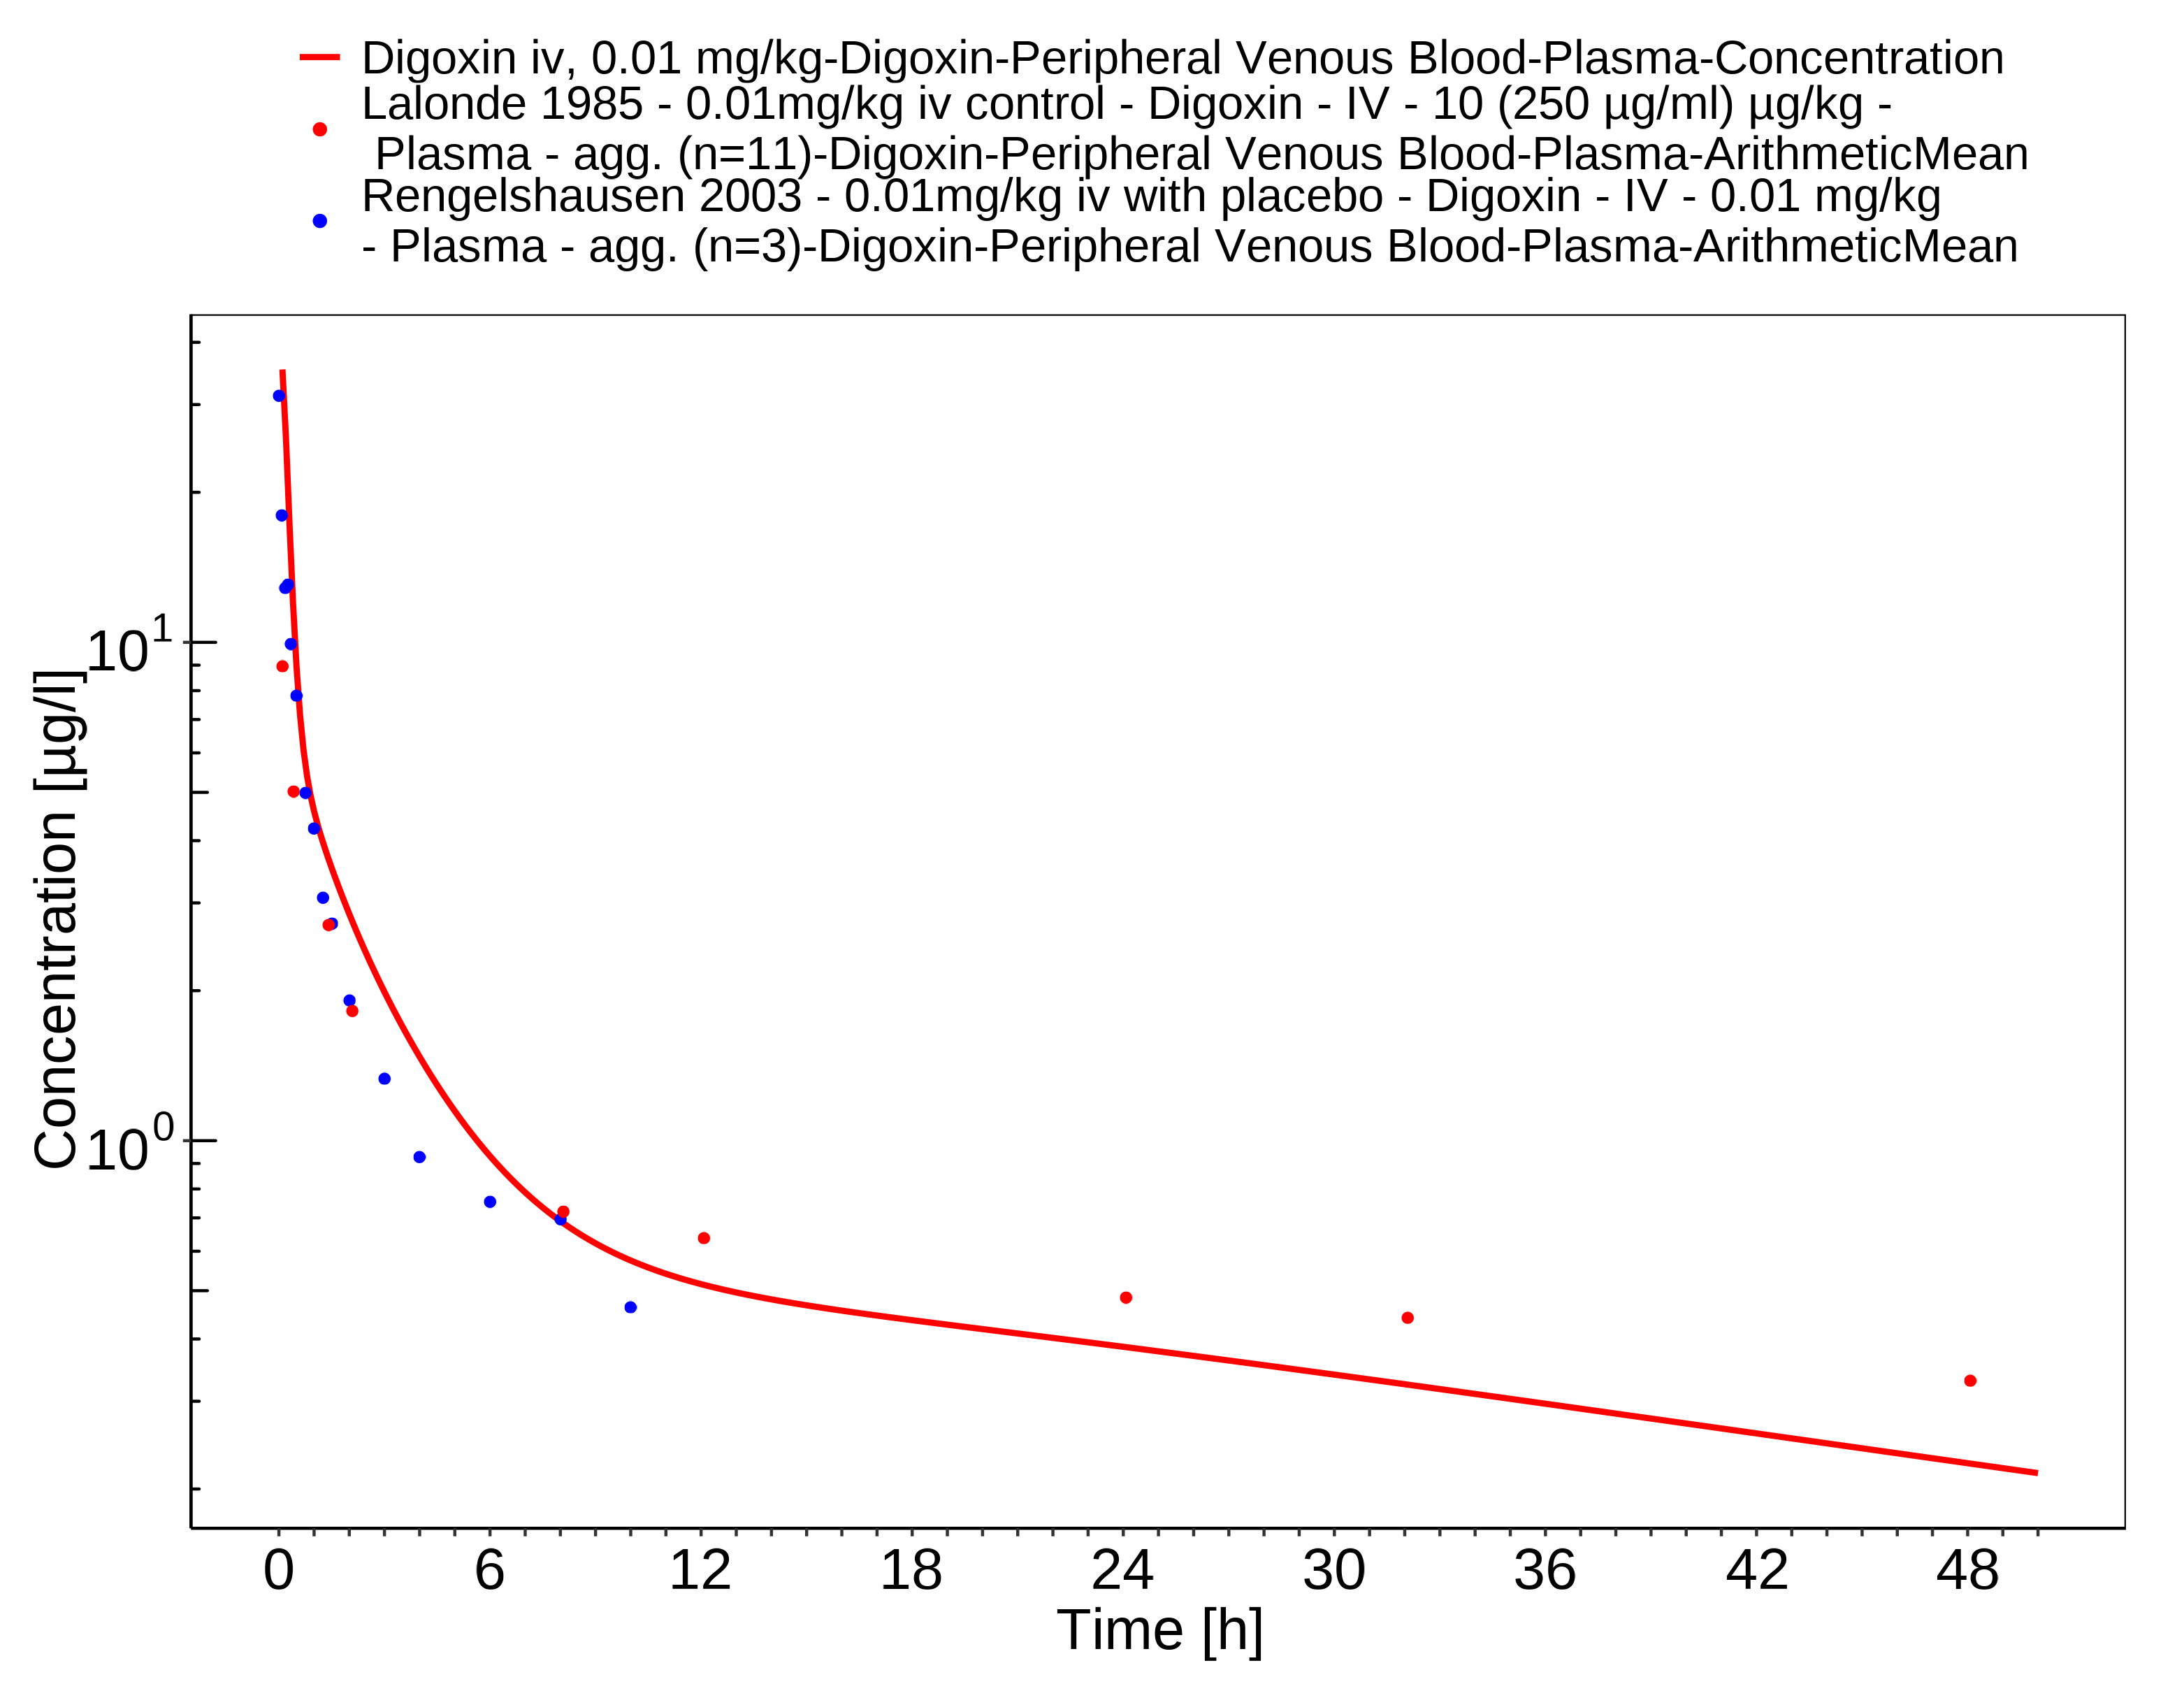 Digoxin iv, 0.01 mg/kg-Digoxin-Peripheral Venous Blood-Plasma-Concentration
Lalonde 1985 - 0.01mg/kg iv control - Digoxin - IV - 10 (250 µg/ml) µg/kg -
Plasma - agg. (n=11)-Digoxin-Peripheral Venous Blood-Plasma-ArithmeticMean
Rengelshausen 2003 - 0.01mg/kg iv with placebo - Digoxin - IV - 0.01 mg/kg
- Plasma - agg. (n=3)-Digoxin-Peripheral Venous Blood-Plasma-ArithmeticMean
Concentration [µg/l]
10¹
10⁰
0 6 12 18 24 30 36 42 48
Time [h]